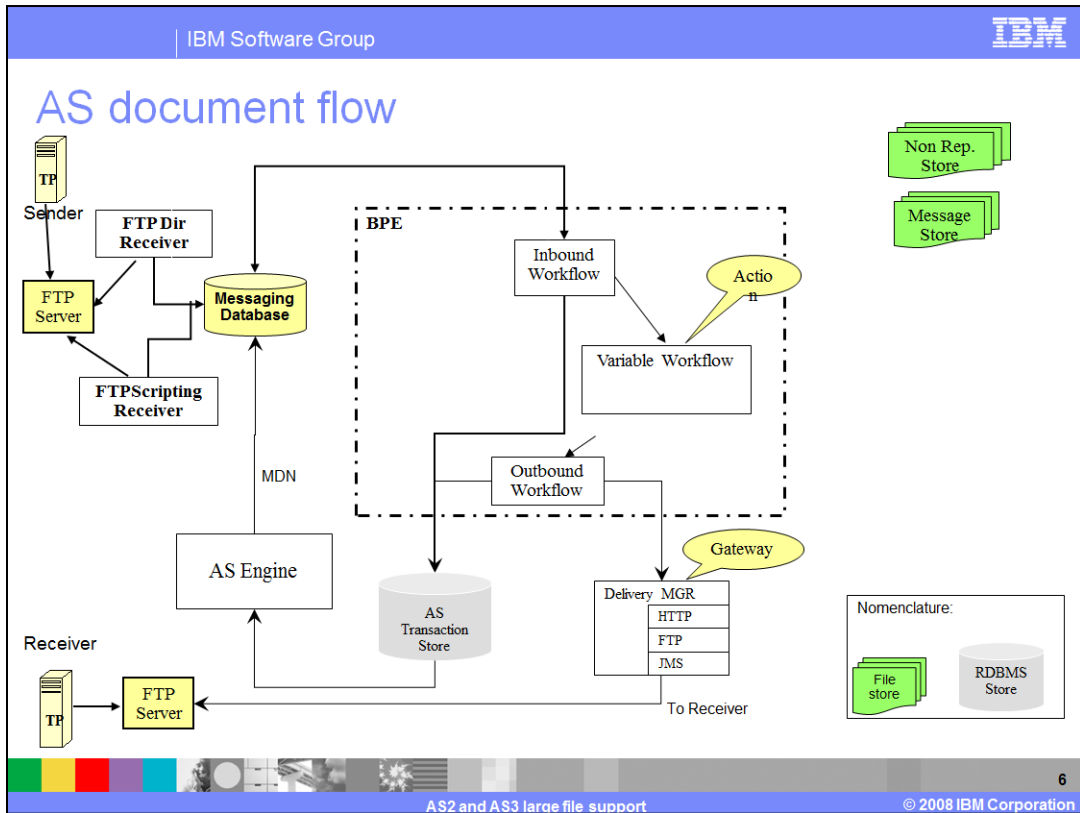 IBM Software Group
IBM
AS document flow
TP
Sender
FTP Dir
Receiver
FTP
Server
Messaging
Database
FTPScripting
Receiver
MDN
AS Engine
BPE
Inbound
Workflow
Actio
n
Variable Workflow
Outbound
Workflow
Non Rep.
Store
Message
Store
Gateway
Delivery MGR
HTTP
FTP
JMS
AS
Transaction
Store
To Receiver
Receiver
TP
FTP
Server
Nomenclature:
File
store
RDBMS
Store
6
AS2 and AS3 large file support
© 2008 IBM Corporation